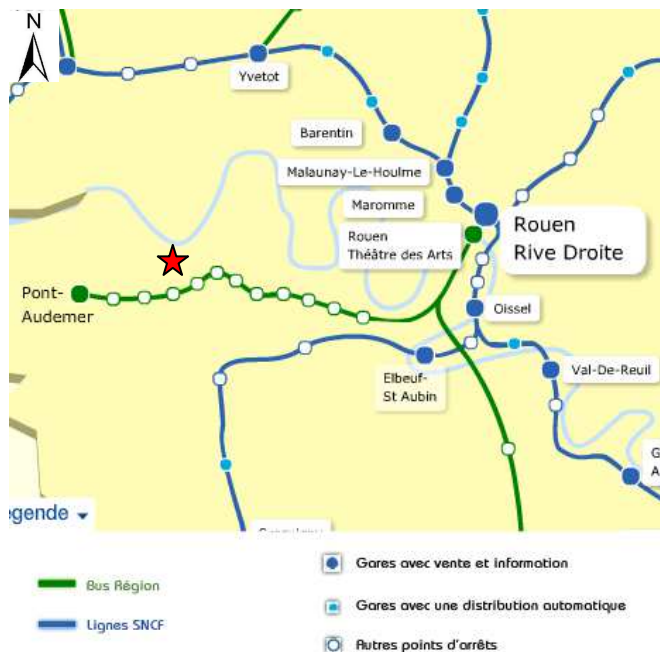 N
Yvetot
Barentin
Malaunay-Le-Houlme
Maromme
Rouen
Théâtre des Arts
Rouen
Rive Droite
Pont-
Audemer
Oissel
Elbeuf-
St Aubin
Val-De-Reuil
G
A
egende
Bus Région
Lignes SNCF
Gares avec vente et information
Gares avec une distribution automatique
Autres points d'arrêts